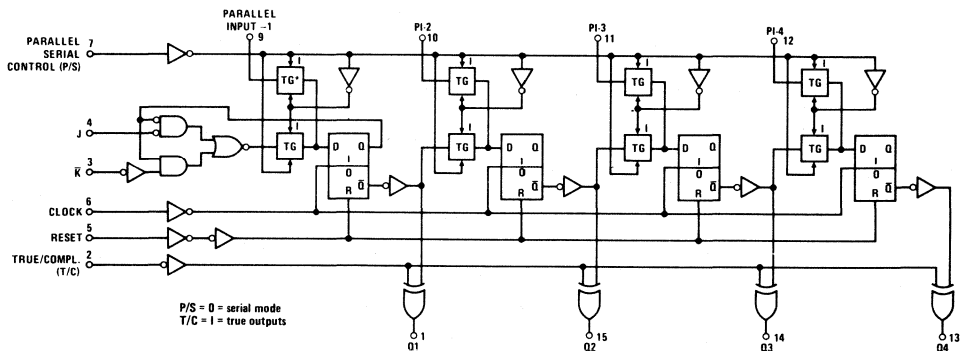 PARALLEL
INPUT -1
9
PI-2
10
PI-3
11
PI-4
12
PARALLEL
SERIAL
CONTROL (P/S)
7
I
TG*
I
TG
I
TG
I
TG
I
TG
I
TG
I
TG
I
TG
J
4
K
3
D Q
I
O
R
Q
D Q
I
O
R
Q
D Q
I
O
R
Q
D Q
I
O
R
Q
CLOCK
6
RESET
5
TRUE/COMPL.
(T/C)
2
P/S = 0 = serial mode
T/C = I = true outputs
1
Q1
15
Q2
14
Q3
13
Q4